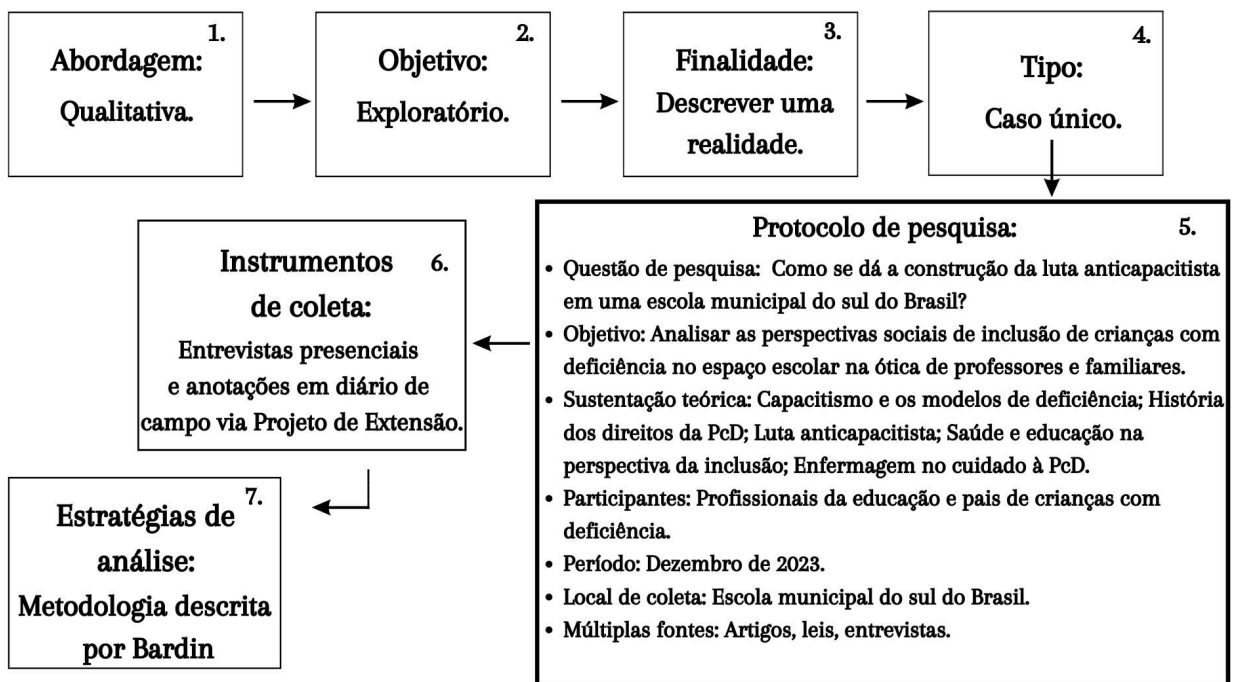 1.
Abordagem:
Qualitativa.
2.
Objetivo:
Exploratório.
3.
Finalidade:
Descrever uma
realidade.
4.
Tipo:
Caso único.
Protocolo de pesquisa: 5.
• Questão de pesquisa: Como se dá a construção da luta anticapacitista
em uma escola municipal do sul do Brasil?
• Objetivo: Analisar as perspectivas sociais de inclusão de crianças com
deficiência no espaço escolar na ótica de professores e familiares.
• Sustentação teórica: Capacitismo e os modelos de deficiência; História
dos direitos da PcD; Luta anticapacitista; Saúde e educação na
perspectiva da inclusão; Enfermagem no cuidado à PcD.
• Participantes: Profissionais da educação e pais de crianças com
deficiência.
• Período: Dezembro de 2023.
• Local de coleta: Escola municipal do sul do Brasil.
• Múltiplas fontes: Artigos, leis, entrevistas.
Instrumentos 6.
de coleta:
Entrevistas presenciais
e anotações em diário de
campo via Projeto de Extensão.
7.
Estratégias de
análise:
Metodologia descrita
por Bardin